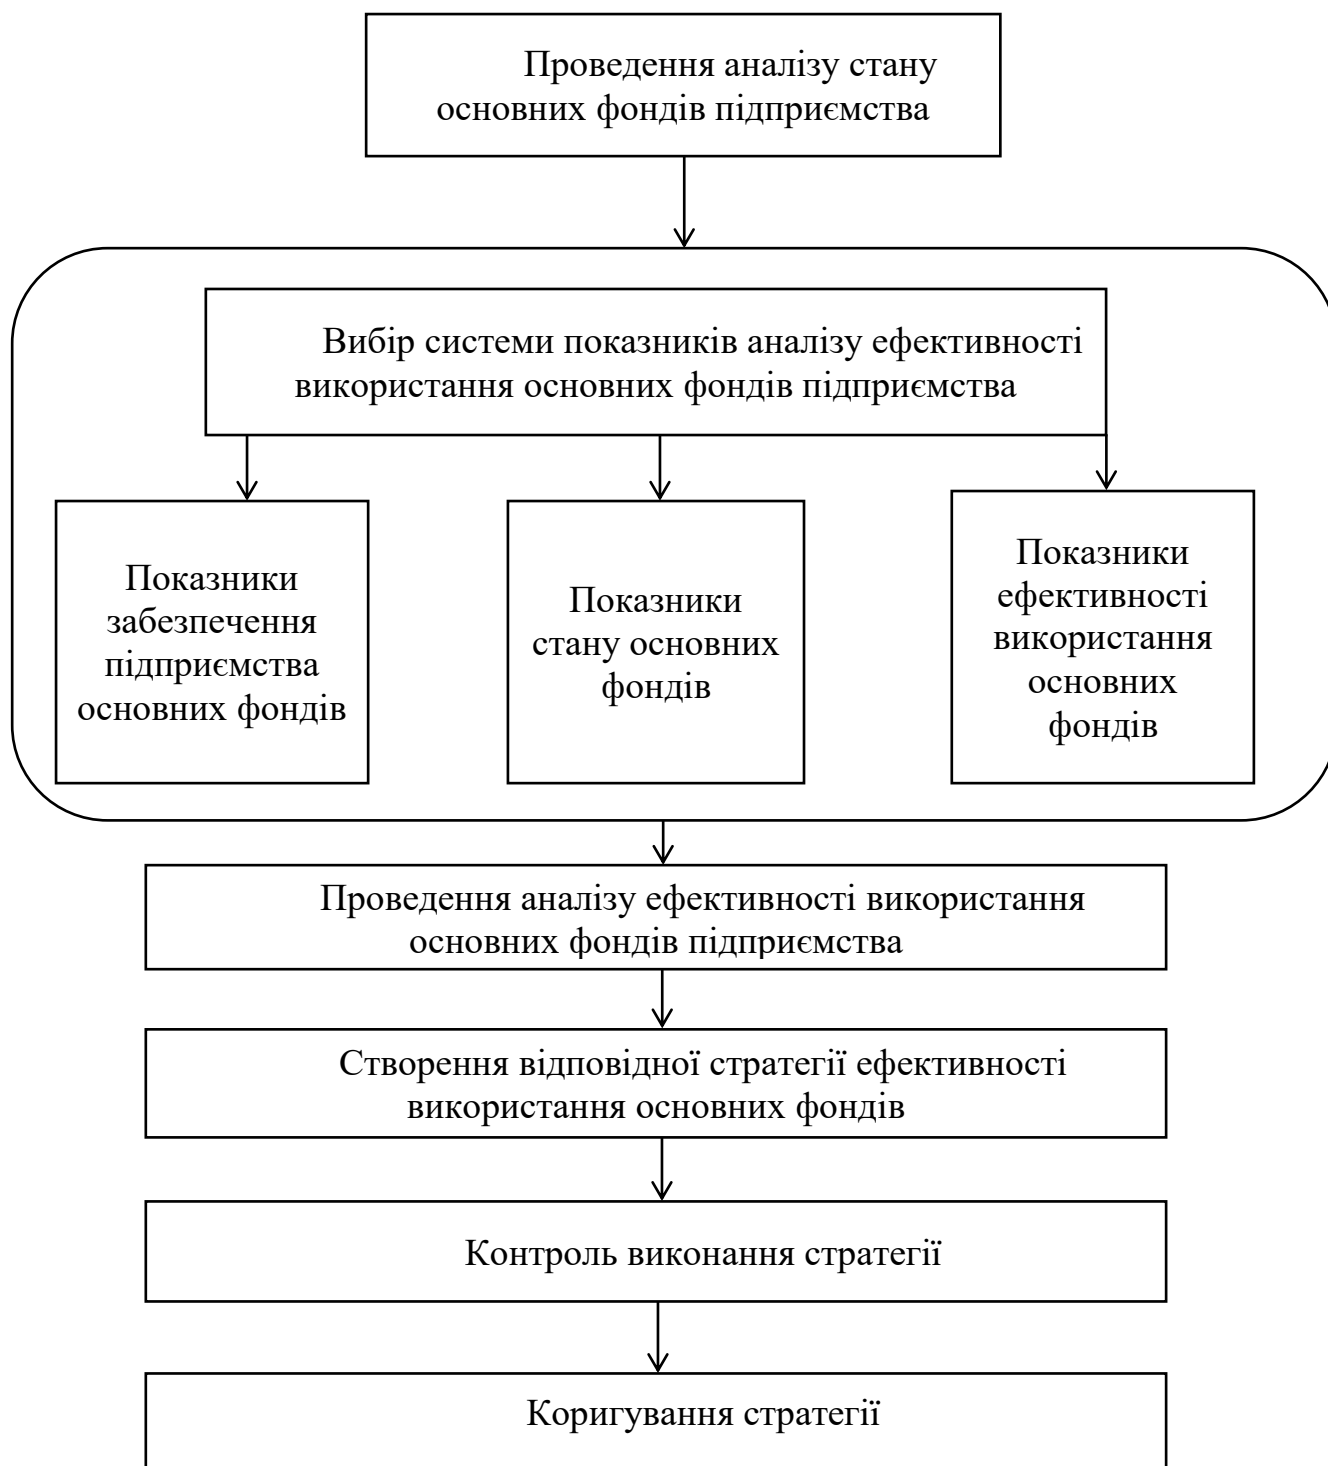 Проведення аналізу стану
основних фондів підприємства
Вибір системи показників аналізу ефективності
використання основних фондів підприємства
Показники
забезпечення
підприємства
основних фондів
Показники
стану основних
фондів
Показники
ефективності
використання
основних
фондів
Проведення аналізу ефективності використання
основних фондів підприємства
Створення відповідної стратегії ефективності
використання основних фондів
Контроль виконання стратегії
Коригування стратегії